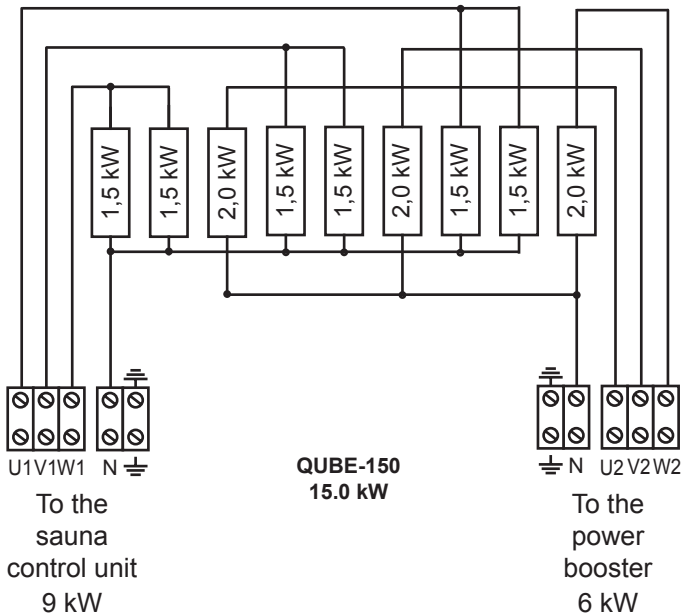 1,5 kW
1,5 kW
2,0 kW
1,5 kW
1,5 kW
2,0 kW
1,5 kW
1,5 kW
2,0 kW
U1 V1 W1 N
QUBE-150
15.0 kW
N U2 V2 W2
To the
sauna
control unit
9 kW
To the
power
booster
6 kW